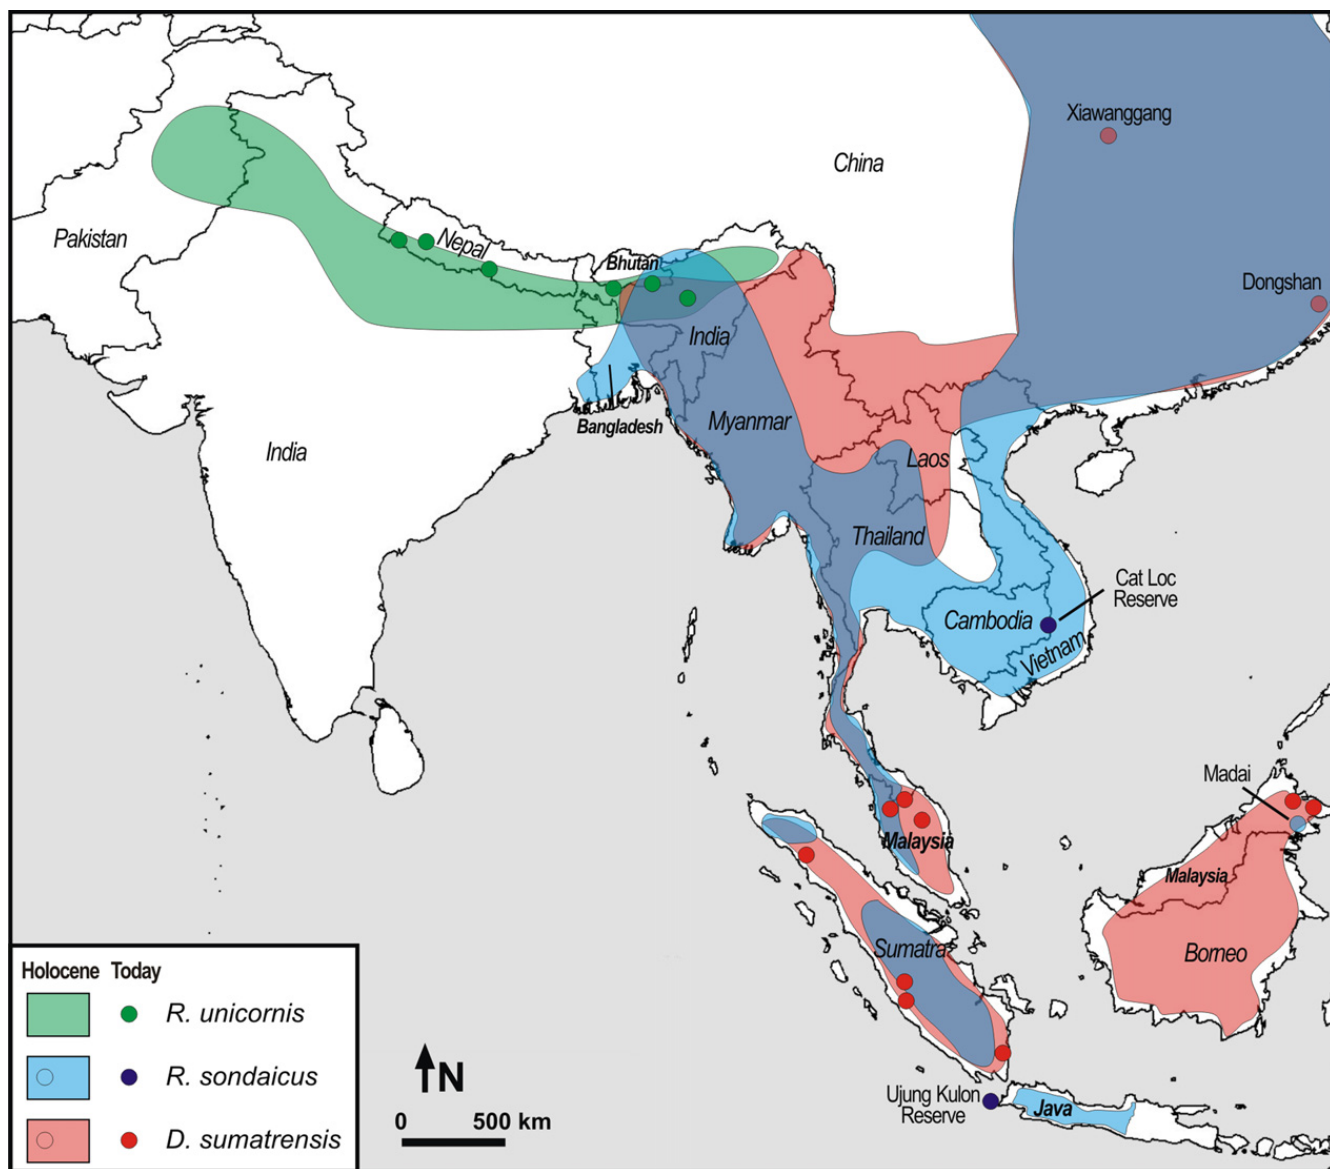 Xiawanggang
China
Pakistan
Nepal
Bhutan
Dongshan
India
Myanmar
Bangladesh
India
Laos
Thailand
Cat Loc
Reserve
Cambodia
Vietnam
Madai
Malaysia
Malaysia
Sumatra
Borneo
Holocene Today
R. unicornis
R. sondaicus
D. sumatrensis
N
0 500 km
Ujung Kulon
Reserve
Java